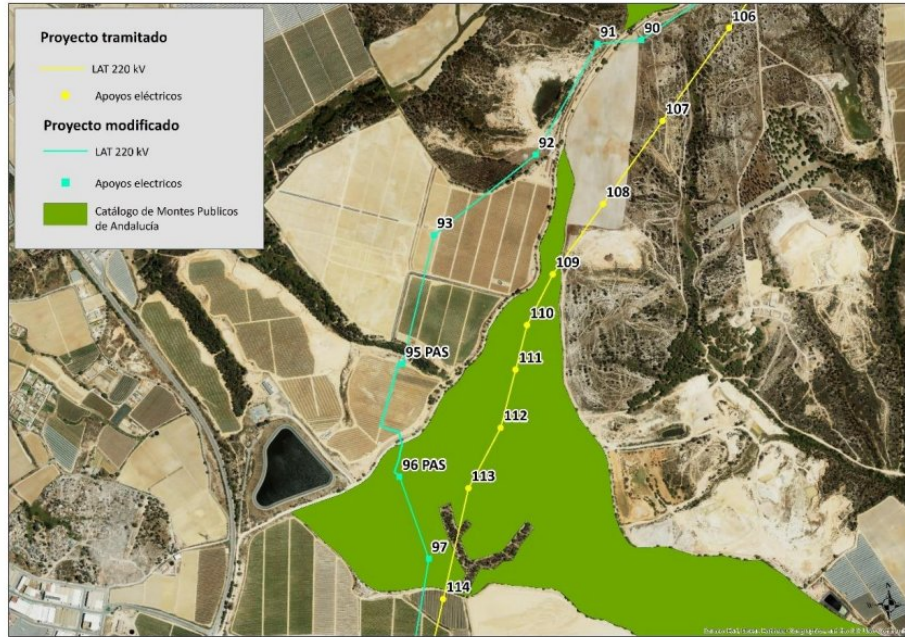 Proyecto tramitado
LAT 220 kV
Apoyos eléctricos
Proyecto modificado
LAT 220 kV
Apoyos electricos
Catálogo de Montes Publicos
de Andalucía
106
91
90
107
92
108
93
109
110
95 PAS
111
112
96 PAS
113
97
114